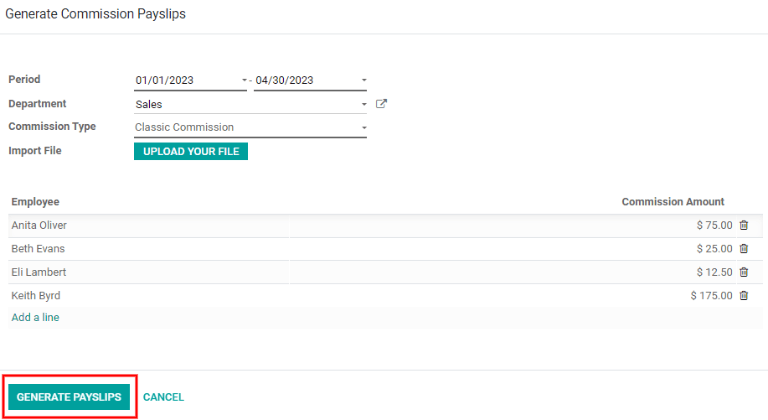 Generate Commission Payslips
Period 01/01/2023 - 04/30/2023
Department Sales
Commission Type Classic Commission
Import File UPLOAD YOUR FILE
Employee Commission Amount
Anita Oliver $ 75.00
Beth Evans $ 25.00
Eli Lambert $ 12.50
Keith Byrd $ 175.00
Add a line
GENERATE PAYSLIPS CANCEL